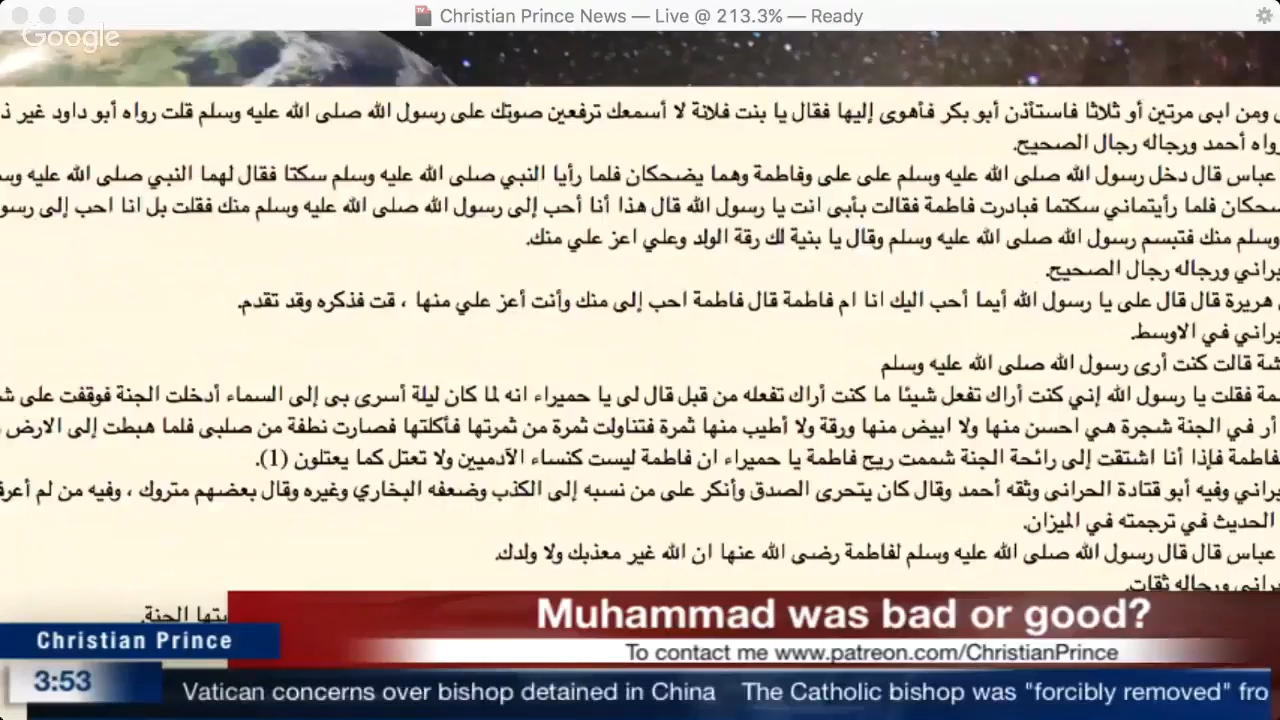 Christian Prince News — Live @ 213.3% — Ready
Google
ومن ابى مرتين أو ثلاثا فاستأذن أبو بكر فأهوى إليها فقال يا بنت فلانة لا أسمعك ترفعين صوتك على رسول الله صلى الله عليه وسلم قلت رواه أبو داود غير
رواه أحمد ورجاله رجال الصحيح.
عباس قال دخل رسول الله صلى الله عليه وسلم على على وفاطمة وهما يضحكان فلما رأيا النبي صلى الله عليه وسلم سكتا فقال لهما النبي صلى الله عليه
فلما رأيتماني سكتما فبادرت فاطمة فقالت بأبى انت يا رسول الله قال هذا أنا أحب إلى رسول الله صلى الله عليه وسلم منك فقلت بل انا احب إلى
وسلم منك فتبسم رسول الله صلى الله عليه وسلم وقال يا بنية لك رقة الولد وعلي اعز علي منك.
ورجاله رجال الصحيح.
هريرة قال قال على يا رسول الله أيما أحب اليك انا ام فاطمة قال فاطمة احب إلى منك وأنت أعز علي منها ، قت فذكره وقد تقدم.
في الاوسط.
قالت كنت أرى رسول الله صلى الله عليه وسلم
فقلت يا رسول الله إني كنت أراك تفعل شيئا ما كنت أراك تفعله من قبل قال لى يا حميراء انه لما كان ليلة أسرى بى إلى السماء أدخلت الجنة فوقفت على
أر في الجنة شجرة هي احسن منها ولا ابيض منها ورقة ولا أطيب منها ثمرة فتناولت ثمرة من ثمرتها فأكلتها فصارت نطفة من صلبى فلما هبطت إلى الارض
فإذا أنا اشتقت إلى رائحة الجنة شممت ريح فاطمة يا حميراء ان فاطمة ليست كنساء الآدميين ولا تعتل كما يعتلون (1).
وفيه أبو قتادة الحرانى وثقه أحمد وقال كان يتحرى الصدق وأنكر على من نسبه إلى الكذب وضعفه البخاري وغيره وقال بعضهم متروك ، وفيه من لم
الحديث في ترجمته في الميزان.
عباس قال قال رسول الله صلى الله عليه وسلم لفاطمة رضى الله عنها ان الله غير معذبك ولا ولدك.
ورجاله ثقات.
الجنة.
Muhammad was bad or good?
Christian Prince
To contact me www.patreon.com/ChristianPrince
3:53
Vatican concerns over bishop detained in China The Catholic bishop was "forcibly removed" fro